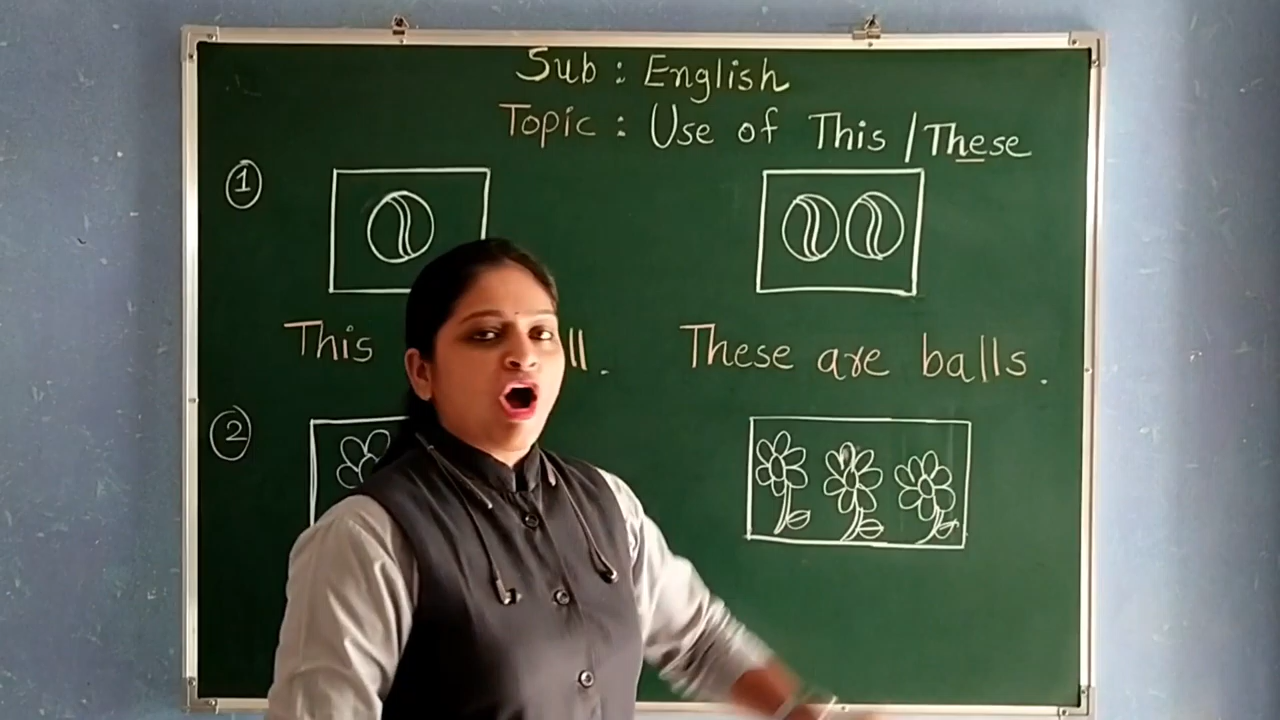 Sub : English
Topic : Use of This / These
1
This ll .
These are balls .
2